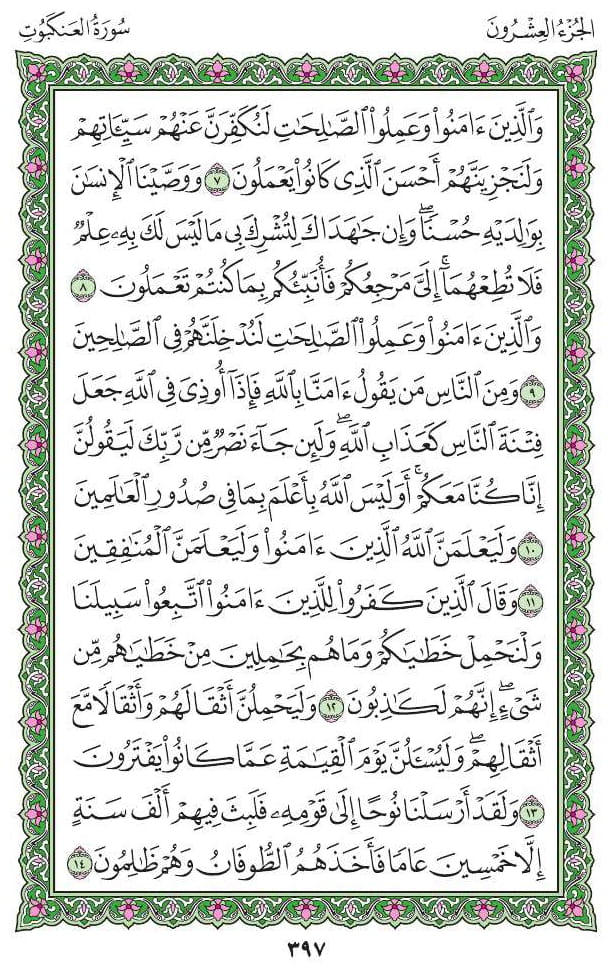 الجُزْءُ العِشْرُونَ
سُورَةُ العَنكَبُوتِ
وَٱلَّذِينَ ءَامَنُواْ وَعَمِلُواْ ٱلصَّٰلِحَٰتِ لَنُكَفِّرَنَّ عَنْهُمْ سَيِّـَٔاتِهِمْ
وَلَنَجْزِيَنَّهُمْ أَحْسَنَ ٱلَّذِى كَانُواْ يَعْمَلُونَ ٧ وَوَصَّيْنَا ٱلْإِنسَٰنَ
بِوَٰلِدَيْهِ حُسْنًاۖ وَإِن جَٰهَدَاكَ لِتُشْرِكَ بِى مَا لَيْسَ لَكَ بِهِۦ عِلْمٌ
فَلَا تُطِعْهُمَآۚ إِلَىَّ مَرْجِعُكُمْ فَأُنَبِّئُكُم بِمَا كُنتُمْ تَعْمَلُونَ ٨
وَٱلَّذِينَ ءَامَنُواْ وَعَمِلُواْ ٱلصَّٰلِحَٰتِ لَنُدْخِلَنَّهُمْ فِى ٱلصَّٰلِحِينَ
٩ وَمِنَ ٱلنَّاسِ مَن يَقُولُ ءَامَنَّا بِٱللَّهِ فَإِذَآ أُوذِىَ فِى ٱللَّهِ جَعَلَ
فِتْنَةَ ٱلنَّاسِ كَعَذَابِ ٱللَّهِۖ وَلَئِن جَآءَ نَصْرٌ مِّن رَّبِّكَ لَيَقُولُنَّ
إِنَّا كُنَّا مَعَكُمْۚ أَوَلَيْسَ ٱللَّهُ بِأَعْلَمَ بِمَا فِى صُدُورِ ٱلْعَٰلَمِينَ
١٠ وَلَيَعْلَمَنَّ ٱللَّهُ ٱلَّذِينَ ءَامَنُواْ وَلَيَعْلَمَنَّ ٱلْمُنَٰفِقِينَ
١١ وَقَالَ ٱلَّذِينَ كَفَرُواْ لِلَّذِينَ ءَامَنُواْ ٱتَّبِعُواْ سَبِيلَنَا
وَلْنَحْمِلْ خَطَٰيَٰكُمْ وَمَا هُم بِحَٰمِلِينَ مِنْ خَطَٰيَٰهُم مِّن
شَىْءٍۖ إِنَّهُمْ لَكَٰذِبُونَ ١٢ وَلَيَحْمِلُنَّ أَثْقَالَهُمْ وَأَثْقَالًا مَّعَ
أَثْقَالِهِمْۖ وَلَيُسْـَٔلُنَّ يَوْمَ ٱلْقِيَٰمَةِ عَمَّا كَانُواْ يَفْتَرُونَ
١٣ وَلَقَدْ أَرْسَلْنَا نُوحًا إِلَىٰ قَوْمِهِۦ فَلَبِثَ فِيهِمْ أَلْفَ سَنَةٍ
إِلَّا خَمْسِينَ عَامًا فَأَخَذَهُمُ ٱلطُّوفَانُ وَهُمْ ظَٰلِمُونَ ١٤
٣٩٧